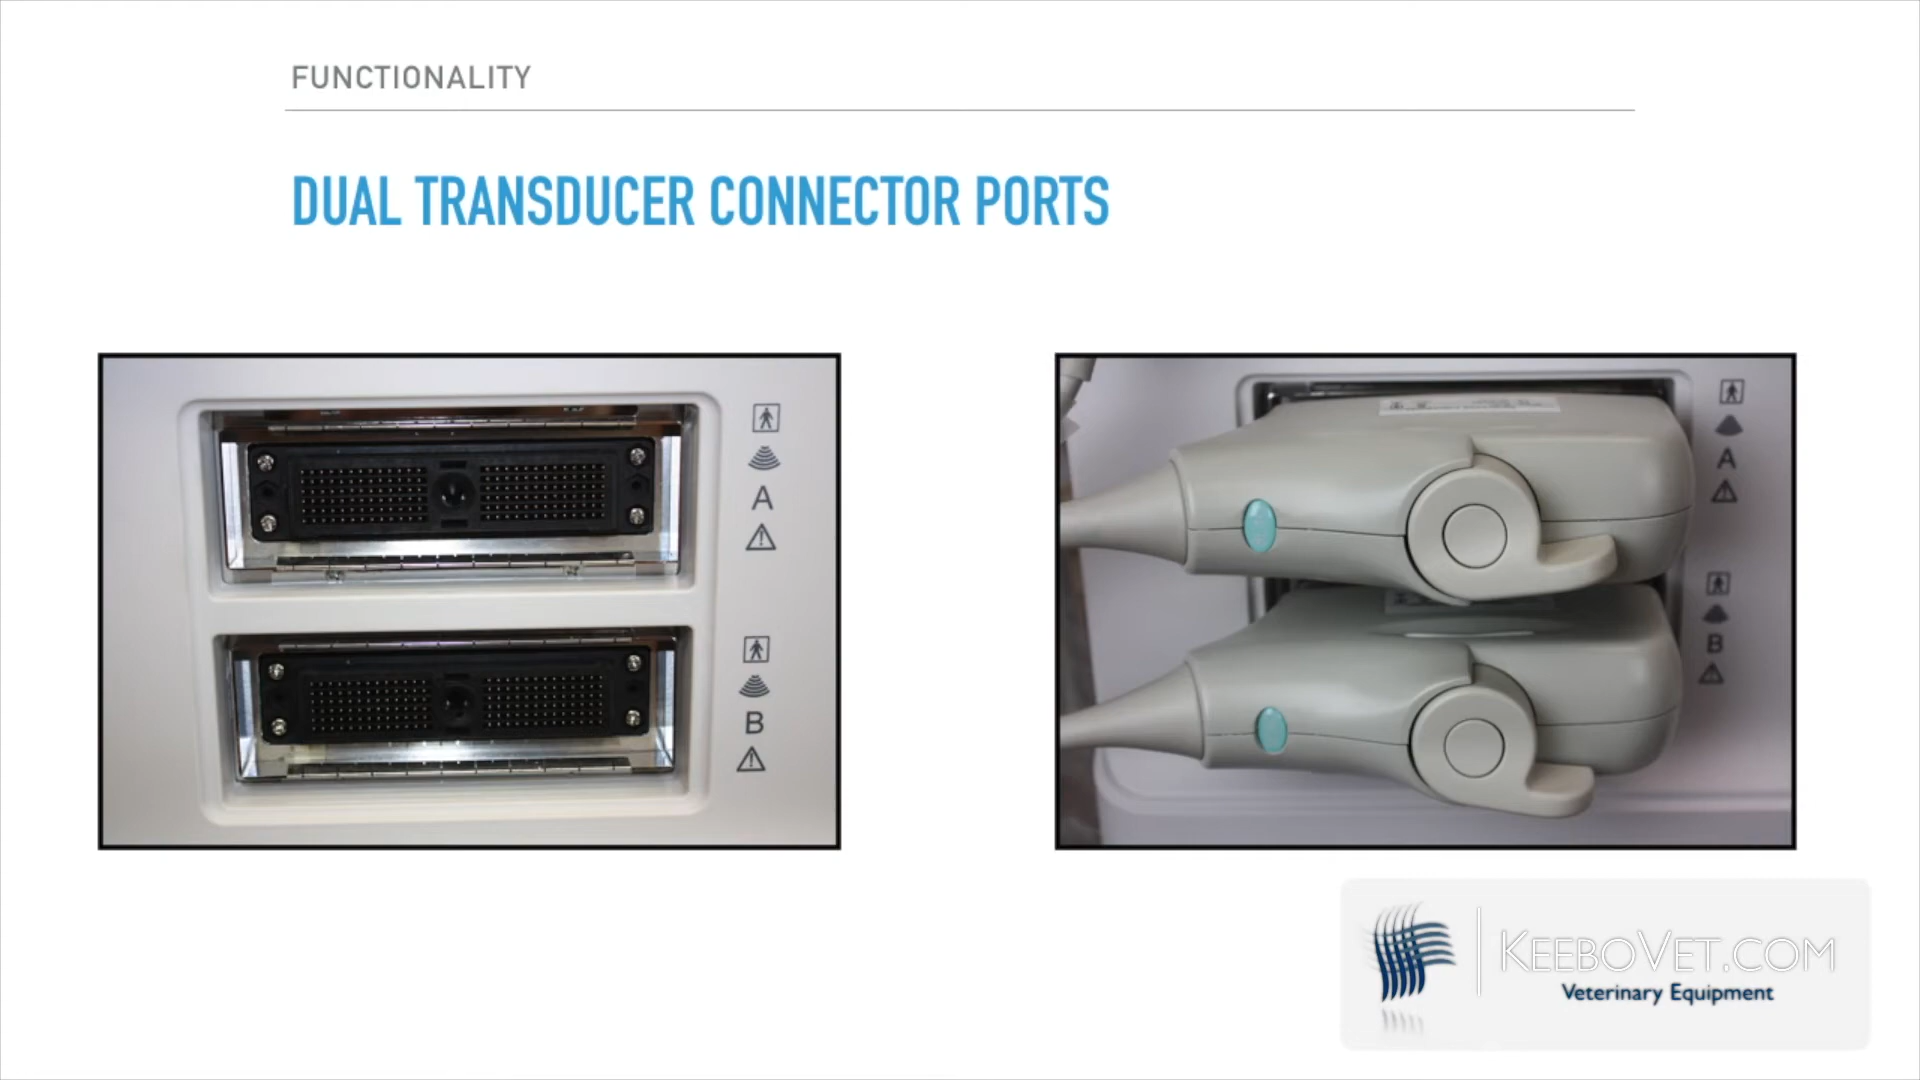 FUNCTIONALITY
DUAL TRANSDUCER CONNECTOR PORTS
A
B
A
B
KEEBOVET.COM
Veterinary Equipment